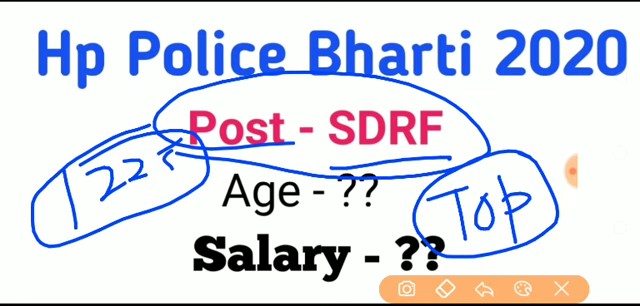 Hp Police Bharti 2020
Post - SDRF
1225
Age - ??
Top
Salary - ??